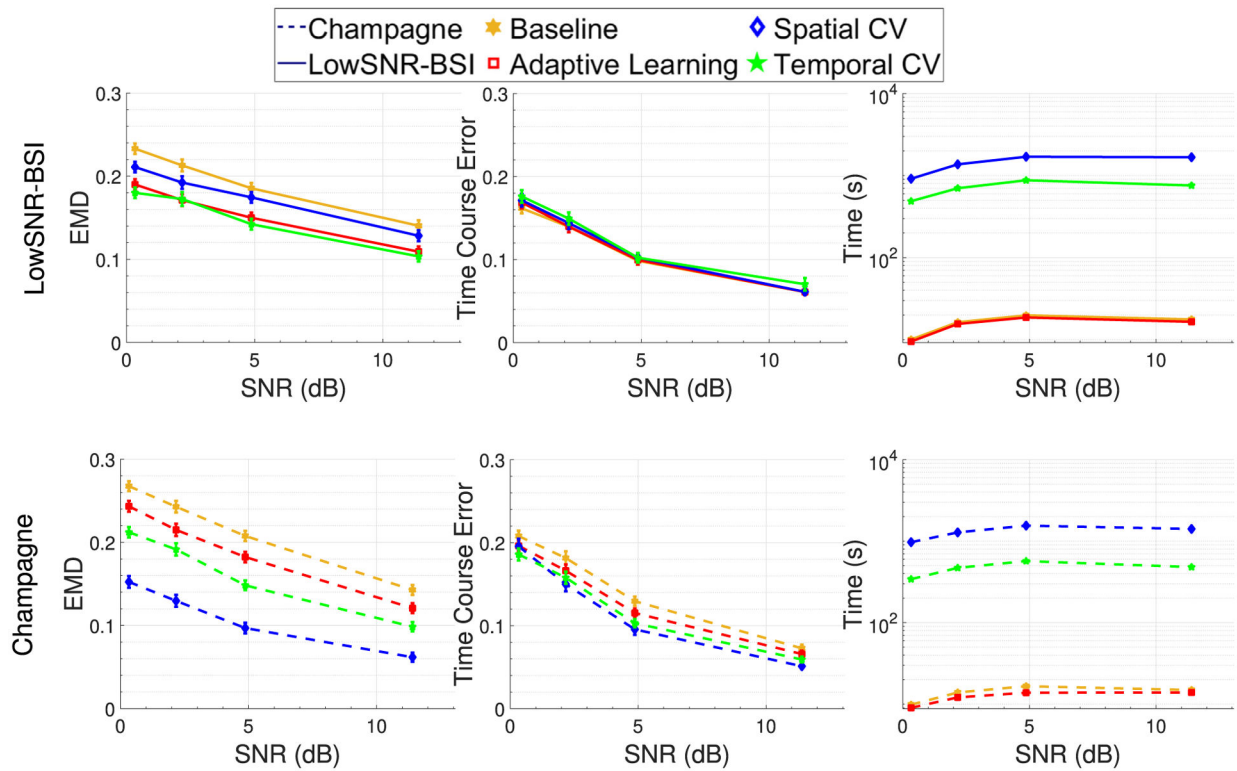 Champagne Baseline Spatial CV
LowSNR-BSI Adaptive Learning Temporal CV
LowSNR-BSI
EMD
0.3
0.2
0.1
0
0 5 10
SNR (dB)
Time Course Error
0.3
0.2
0.1
0
0 5 10
SNR (dB)
Time (s)
10^4
10^2
0 5 10
SNR (dB)
Champagne
EMD
0.3
0.2
0.1
0
0 5 10
SNR (dB)
Time Course Error
0.3
0.2
0.1
0
0 5 10
SNR (dB)
Time (s)
10^4
10^2
0 5 10
SNR (dB)